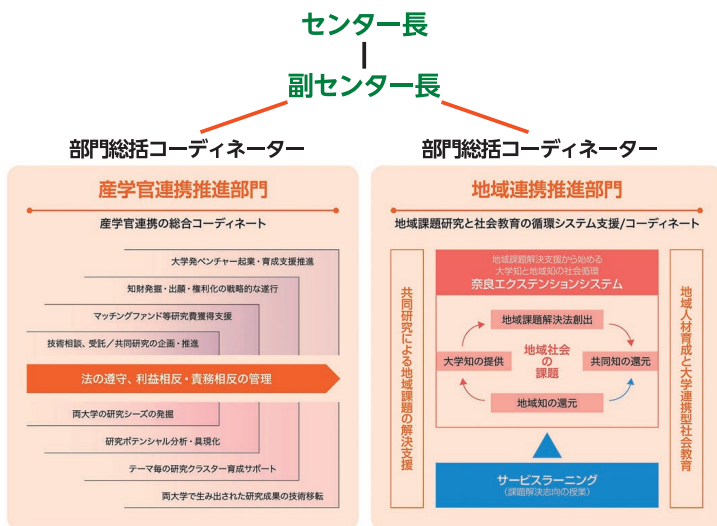 センター長
副センター長
部門総括コーディネーター
産学官連携推進部門
産学官連携の総合コーディネート
大学発ベンチャー起業・育成支援推進
知財発掘・出願・権利化の戦略的な遂行
マッチングファンド等研究費獲得支援
技術相談、受託/共同研究の企画・推進
法の遵守、利益相反・責務相反の管理
両大学の研究シーズの発掘
研究ポテンシャル分析・具現化
テーマ毎の研究クラスター育成サポート
両大学で生み出された研究成果の技術移転
部門総括コーディネーター
地域連携推進部門
地域課題研究と社会教育の循環システム支援/コーディネート
共同研究による地域課題の解決支援
地域課題解決支援から始める
大学知と地域知の社会循環
奈良エクステンションシステム
地域課題解決法創出
大学知の提供
地域社会
の
課題
共同知の還元
地域知の還元
サービスラーニング
(課題解決志向の授業)
地域人材育成と大学連携型社会教育